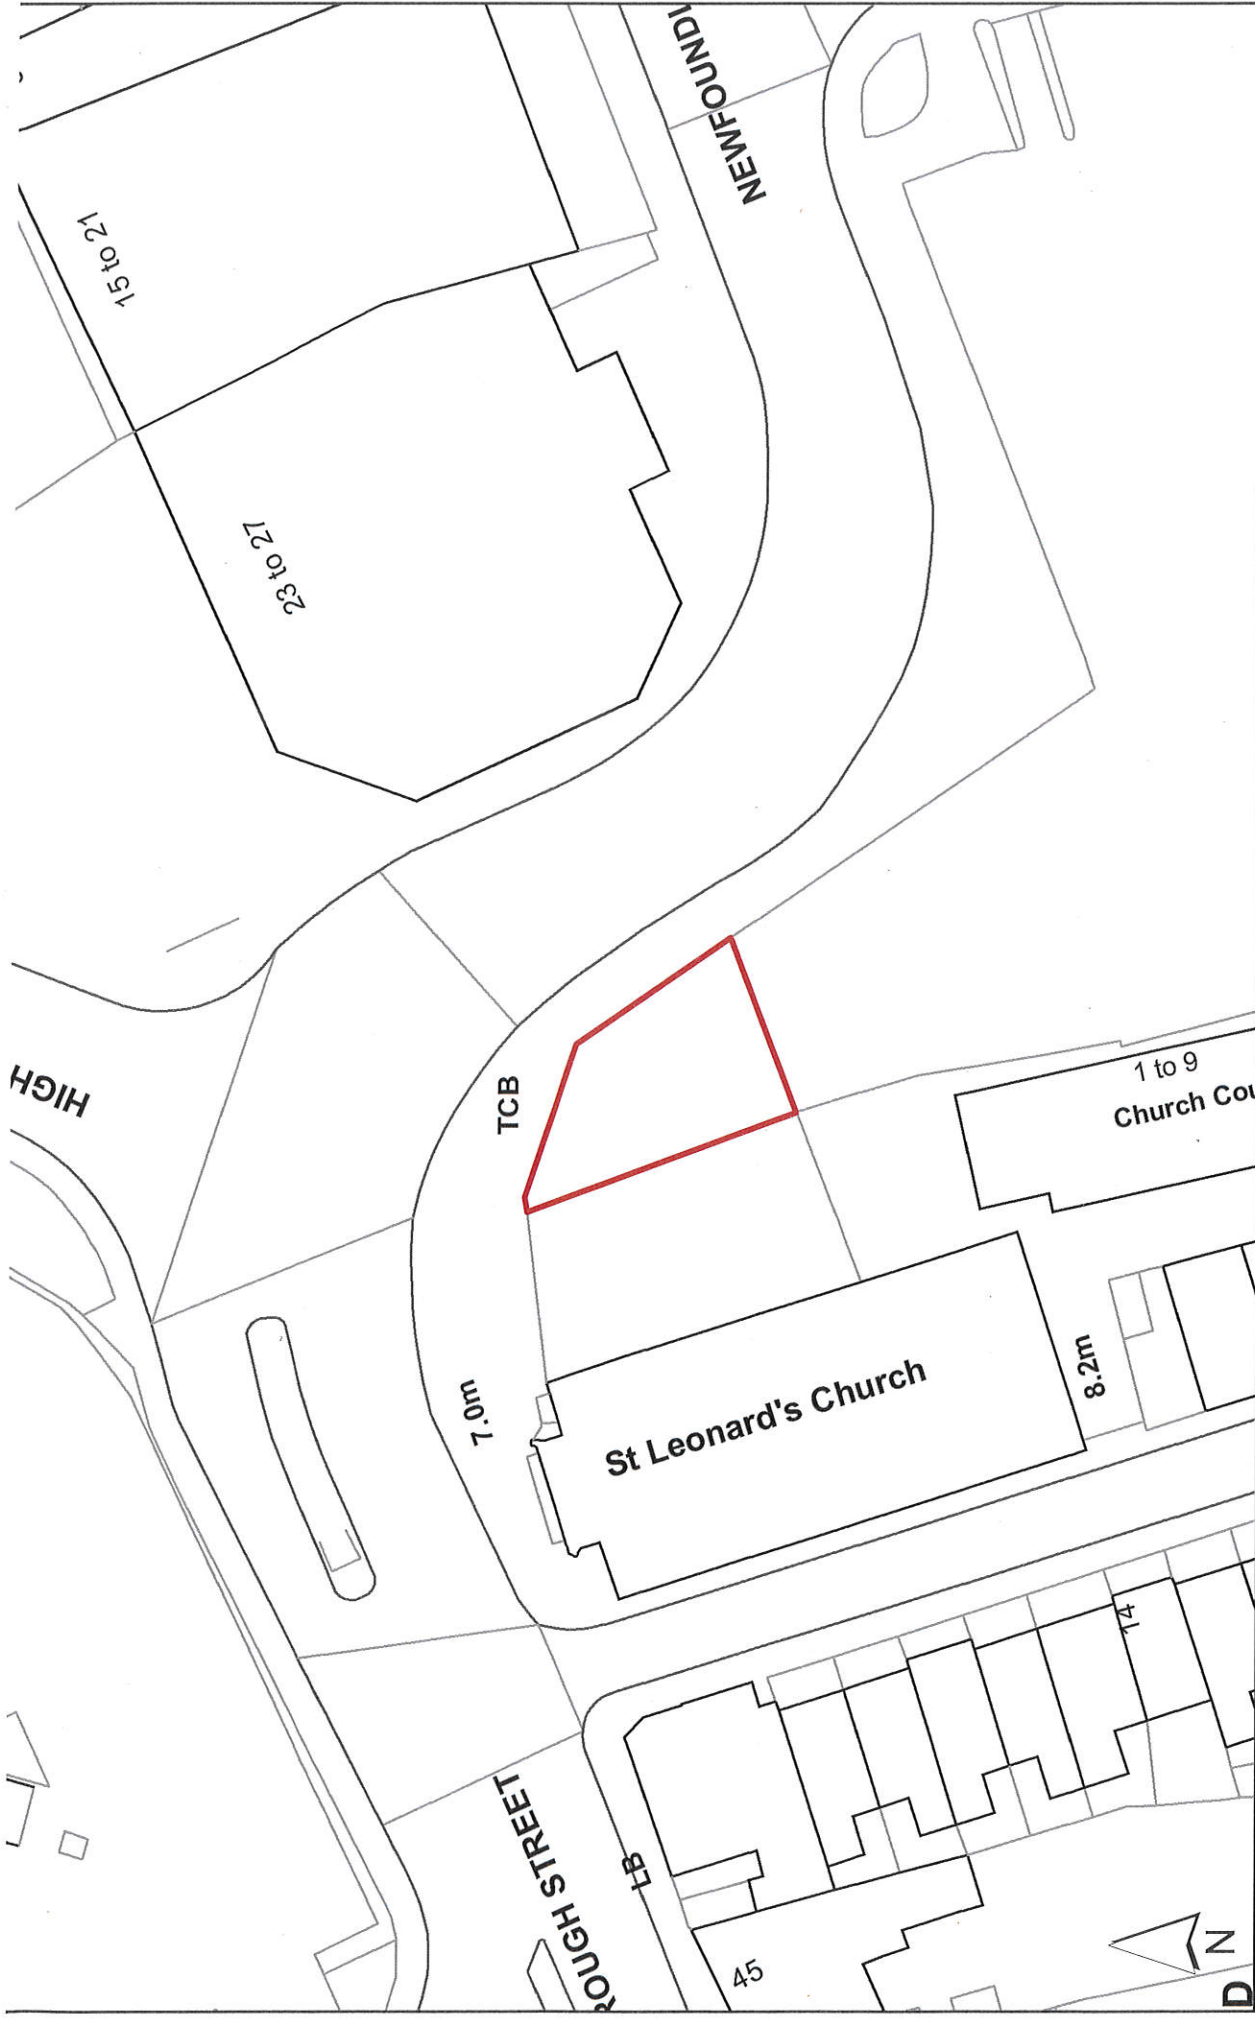 NEWFOUNDL
15 to 21
23 to 27
HIGH
TCB
1 to 9
Church Cou
7.0m
St Leonard's Church
8.2m
14
ROUGH STREET
LB
45
N
D